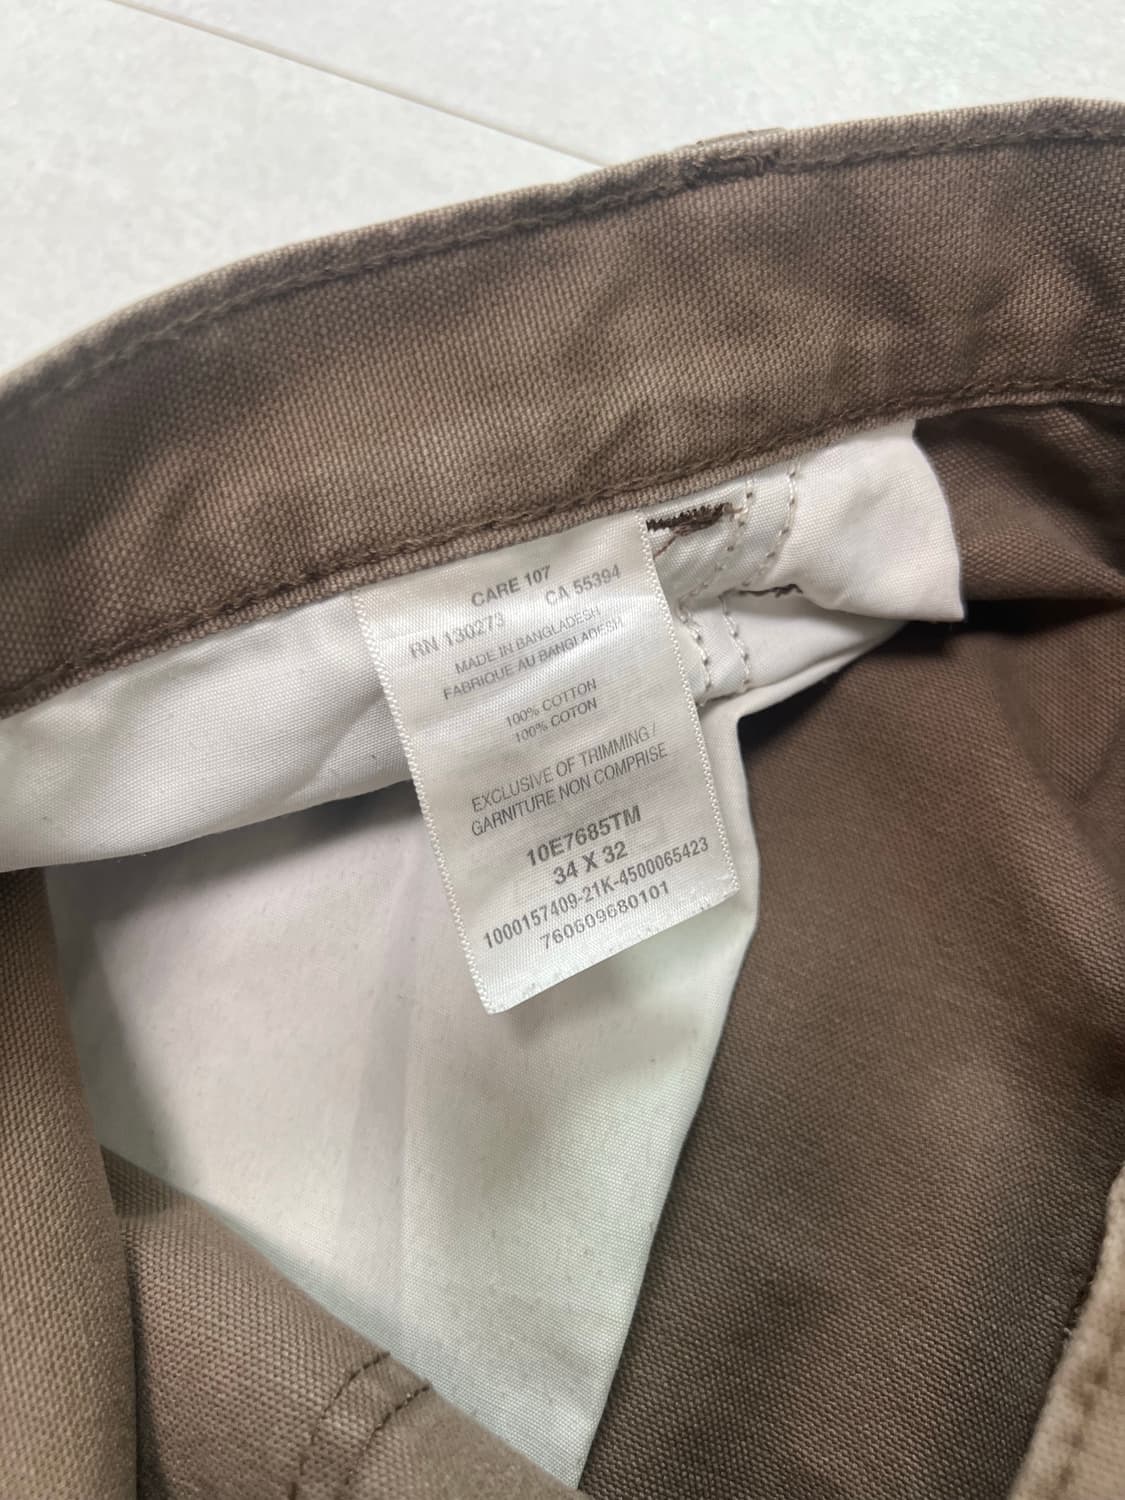 CARE 107
RN 130273 CA 55394
MADE IN BANGLADESH
FABRIQUE AU BANGLADESH
100% COTTON
100% COTON
EXCLUSIVE OF TRIMMING /
GARNITURE NON COMPRISE
10E7685TM
34 X 32
1000157409-21K-4500065423
760609680101